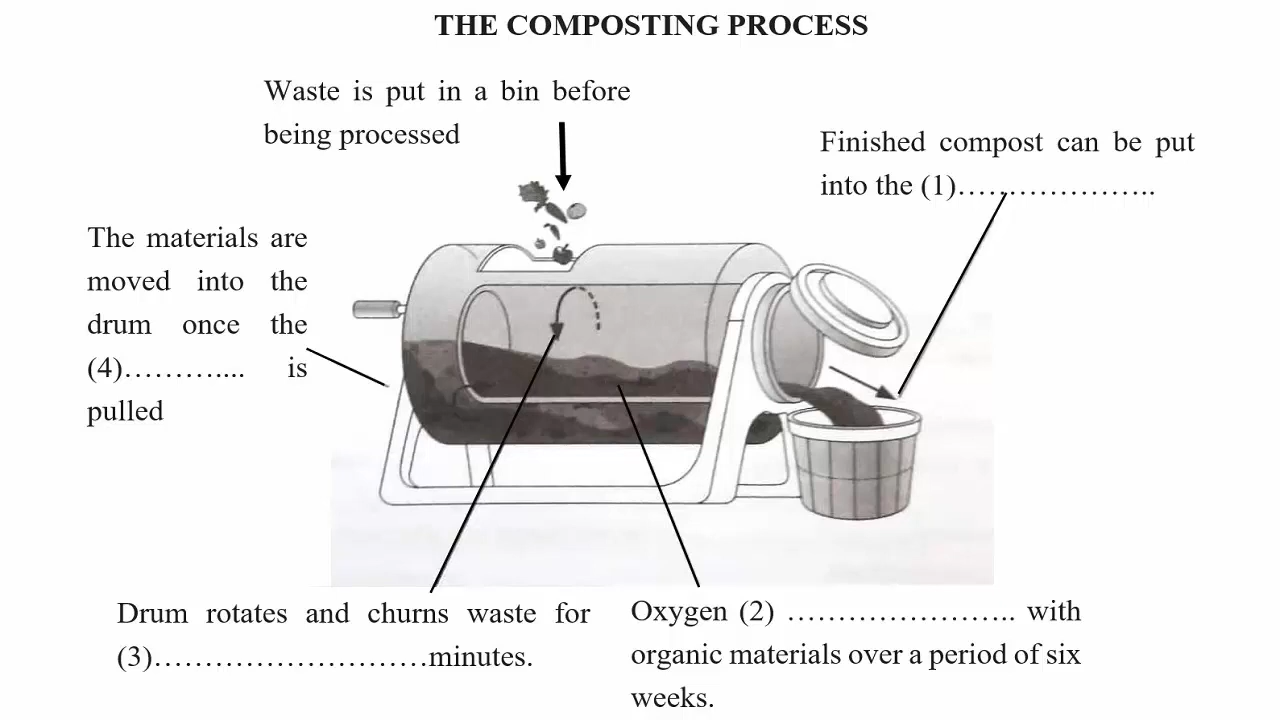 THE COMPOSTING PROCESS
Waste is put in a bin before
being processed
Finished compost can be put
into the (1)…………………..
The materials are
moved into the
drum once the
(4)………….. is
pulled
Drum rotates and churns waste for
(3)………………………minutes.
Oxygen (2) ………………….. with
organic materials over a period of six
weeks.